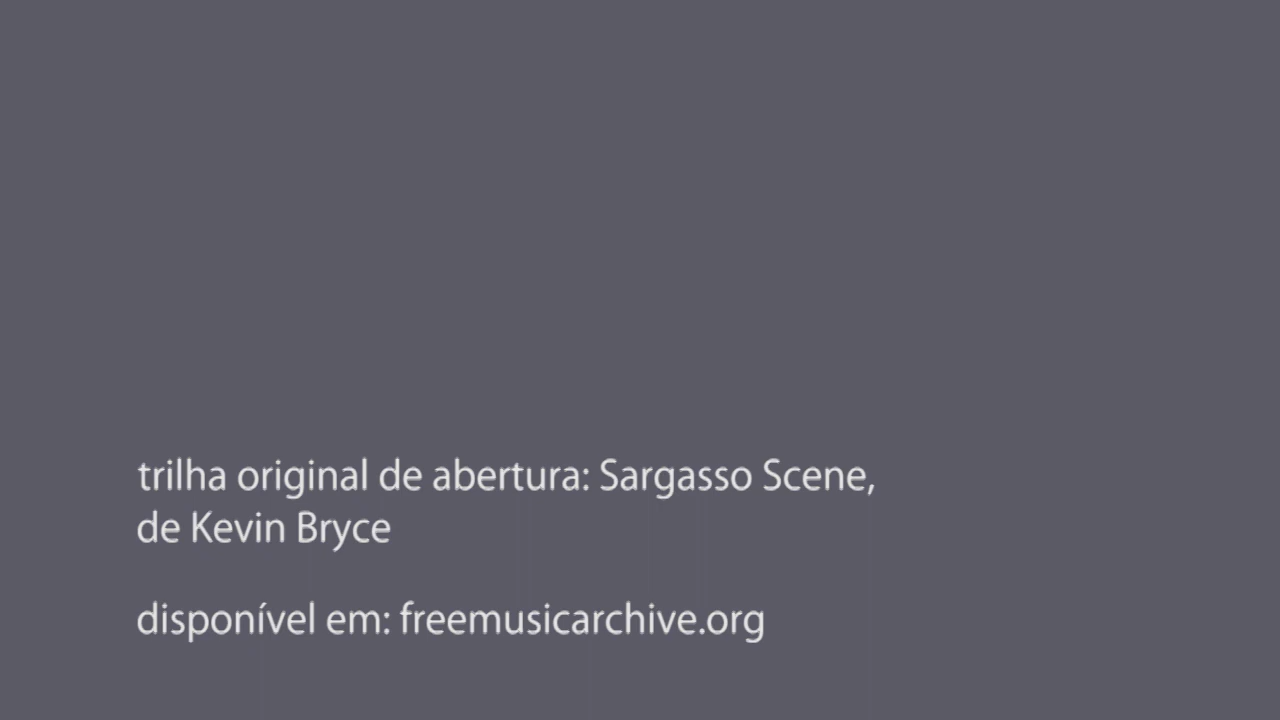 trilha original de abertura: Sargasso Scene,
de Kevin Bryce
disponível em: freemusicarchive.org